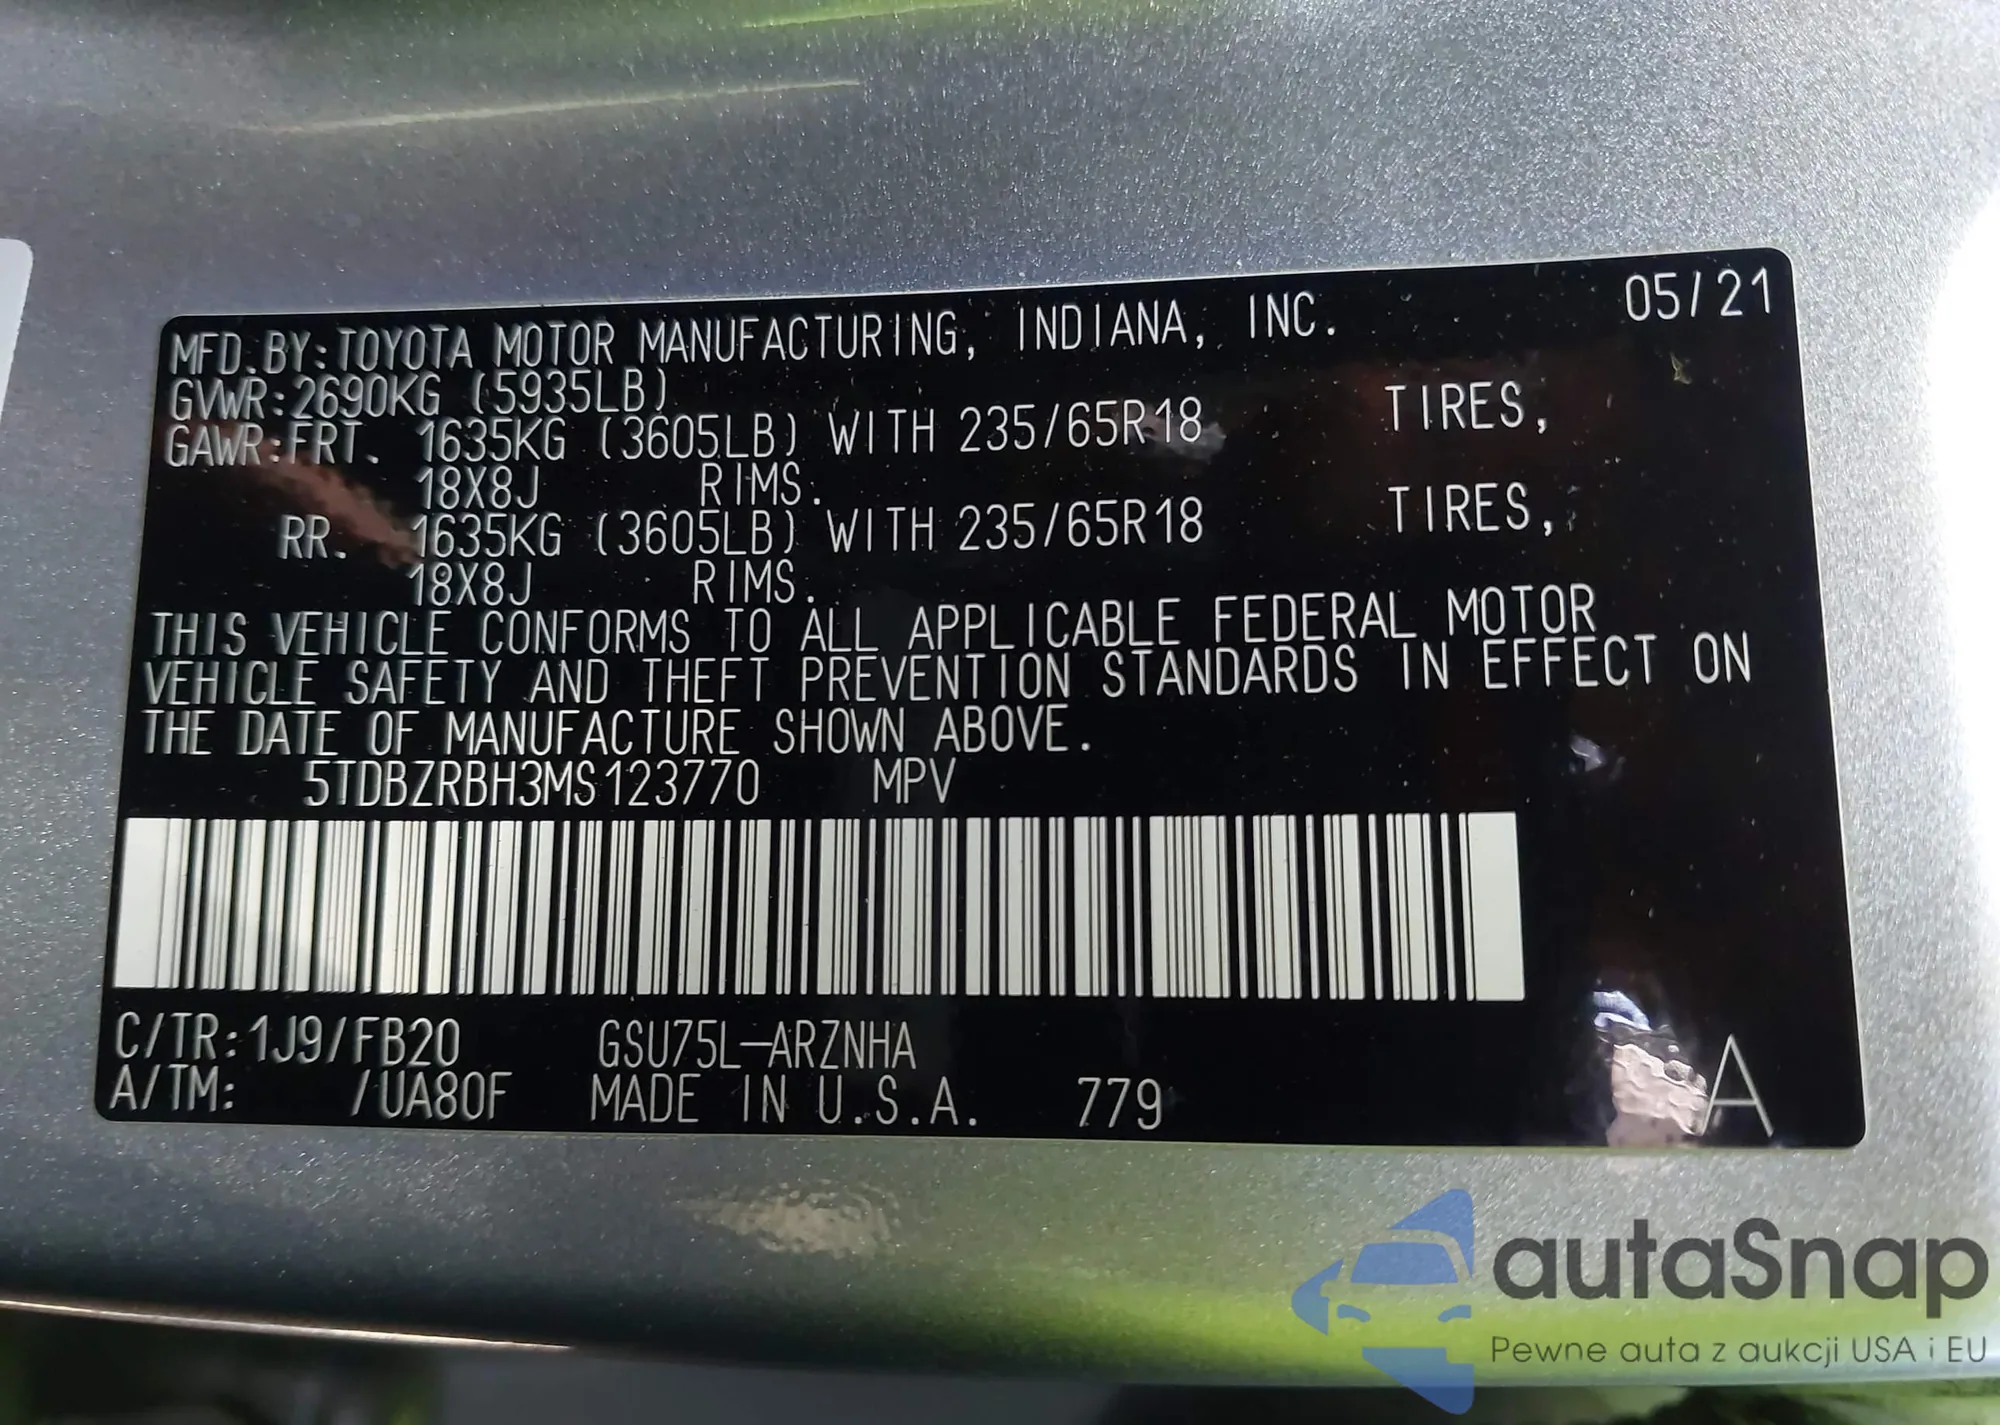 05/21
MFD.BY:TOYOTA MOTOR MANUFACTURING, INDIANA, INC.
GVWR:2690KG (5935LB)
GAWR:FRT. 1635KG (3605LB) WITH 235/65R18 TIRES,
18X8J RIMS.
RR. 1635KG (3605LB) WITH 235/65R18 TIRES,
18X8J RIMS.
THIS VEHICLE CONFORMS TO ALL APPLICABLE FEDERAL MOTOR
VEHICLE SAFETY AND THEFT PREVENTION STANDARDS IN EFFECT ON
THE DATE OF MANUFACTURE SHOWN ABOVE.
5TDBZRBH3MS123770 MPV
C/TR:1J9/FB20 GSU75L-ARZNHA
A/TM: /UA80F MADE IN U.S.A. 779 A
autaSnap
Pewne auta z aukcji USA i EU